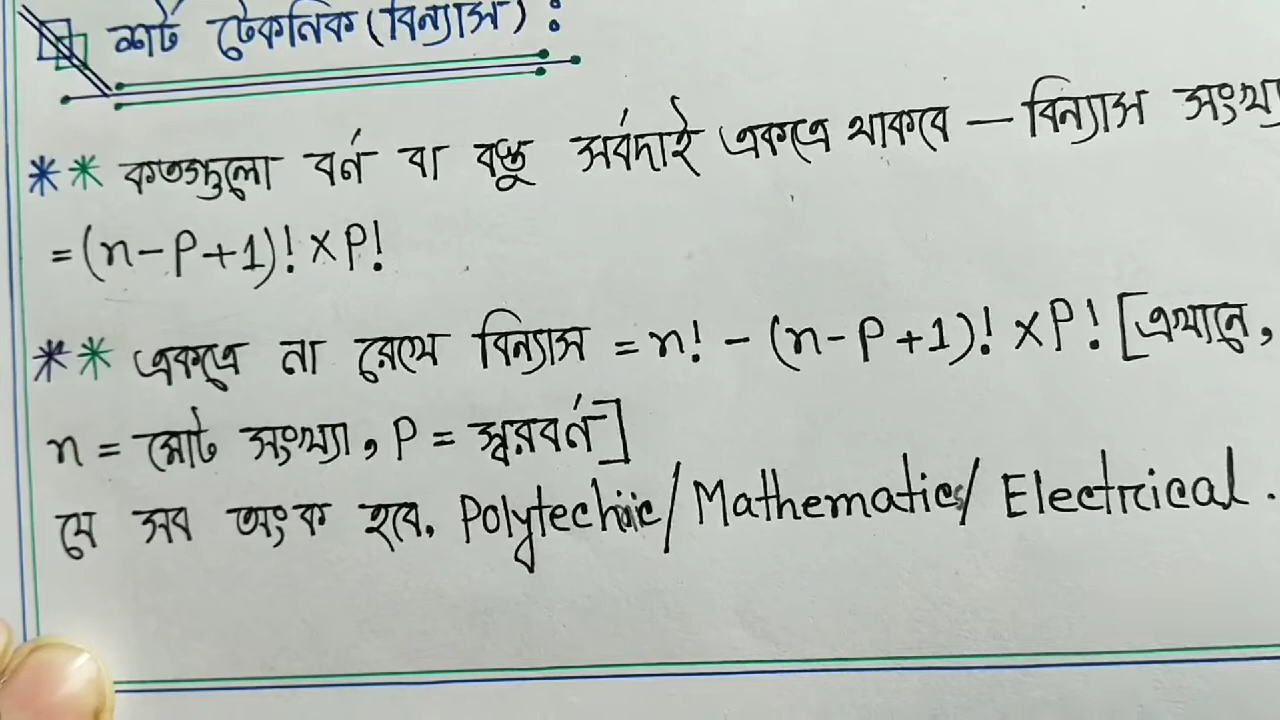 শর্ট টেকনিক (বিন্যাস) :
** কতগুলো বর্ন বা বস্তু সর্বদাই একত্রে থাকবে — বিন্যাস সংখ্যা
= (n-P+1)! × P!
** একত্রে না রেখে বিন্যাস = n! - (n-P+1)! × P! [এখানে,
n = মোট সংখ্যা, P = স্বরবর্ন]
যে সব অংক হবে, Polytechnic/Mathematics/ Electrical.